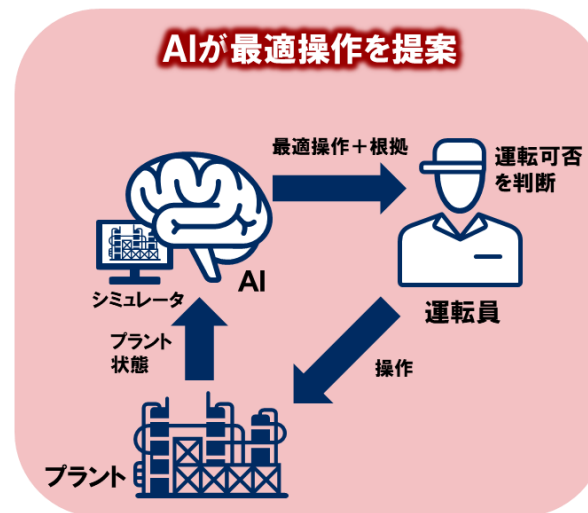 AIが最適操作を提案
最適操作＋根拠
運転可否
を判断
AI
シミュレータ
運転員
プラント
状態
操作
プラント